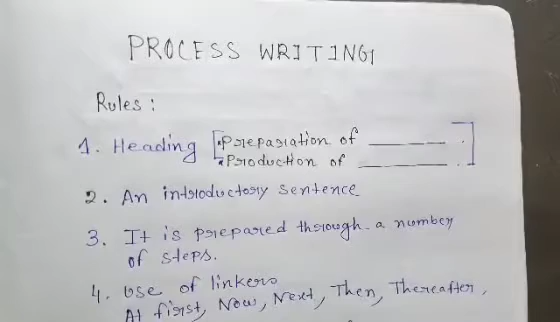 PROCESS WRITING
Rules :
1. Heading [• Preparation of ______ .
• Production of ______ . ]
2. An introductory sentence
3. It is prepared through a number
of steps.
4. Use of linkers
At first, Now, Next, Then, Thereafter,